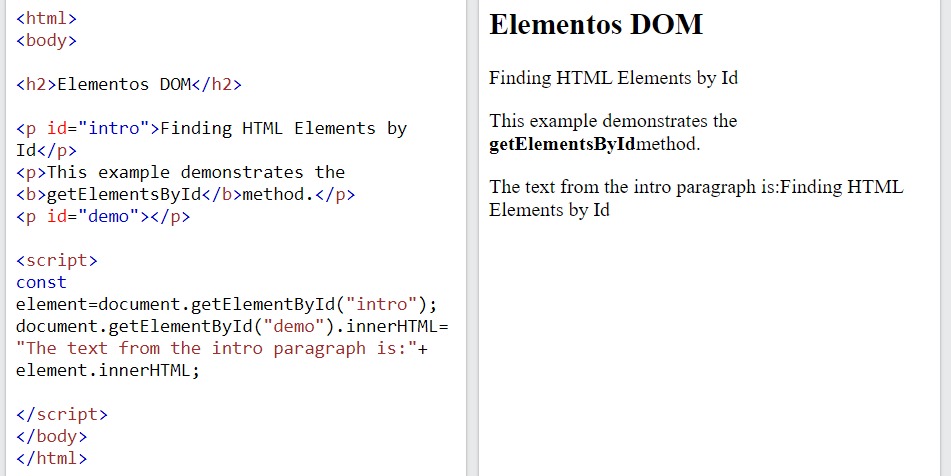 <html>
<body>
<h2>Elementos DOM</h2>
<p id="intro">Finding HTML Elements by
Id</p>
<p>This example demonstrates the
<b>getElementsById</b>method.</p>
<p id="demo"></p>
<script>
const
element=document.getElementById("intro");
document.getElementById("demo").innerHTML=
"The text from the intro paragraph is:"+
element.innerHTML;
</script>
</body>
</html>
Elementos DOM
Finding HTML Elements by Id
This example demonstrates the
getElementsByIdmethod.
The text from the intro paragraph is:Finding HTML
Elements by Id